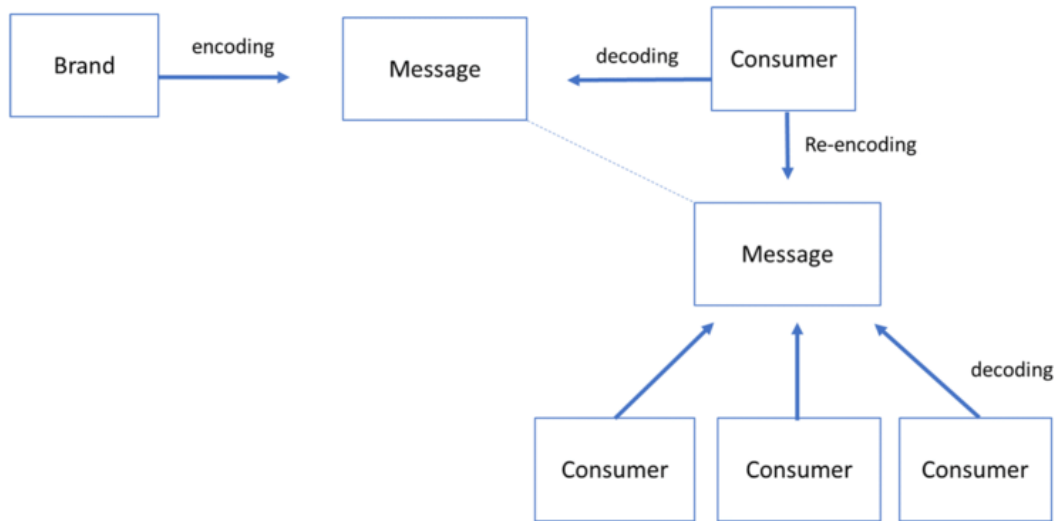 Brand
encoding
Message
decoding
Consumer
Re-encoding
Message
decoding
Consumer
Consumer
Consumer